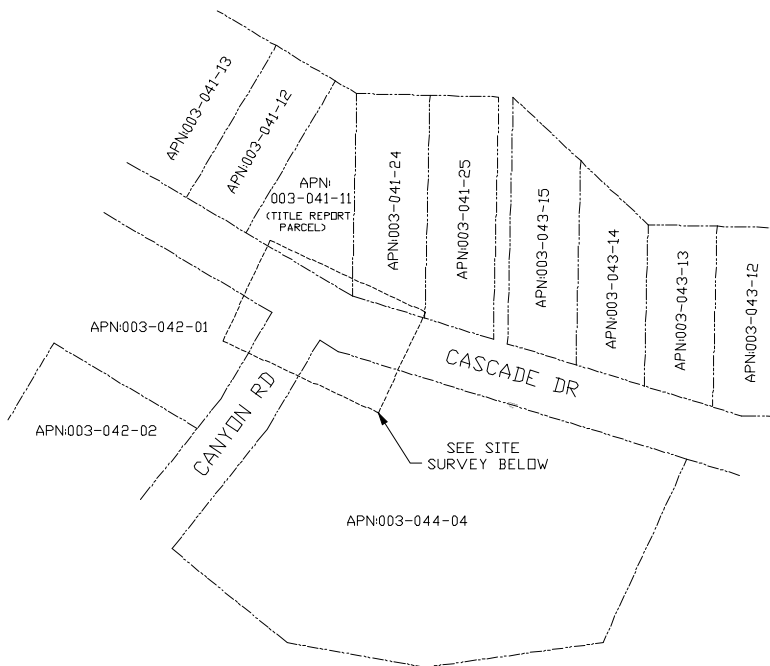 APN:003-041-13
APN:003-041-12
APN:
003-041-11
(TITLE REPORT
PARCEL)
APN:003-041-24
APN:003-041-25
APN:003-043-15
APN:003-043-14
APN:003-043-13
APN:003-043-12
APN:003-042-01
APN:003-042-02
CANYON RD
CASCADE DR
SEE SITE
SURVEY BELOW
APN:003-044-04